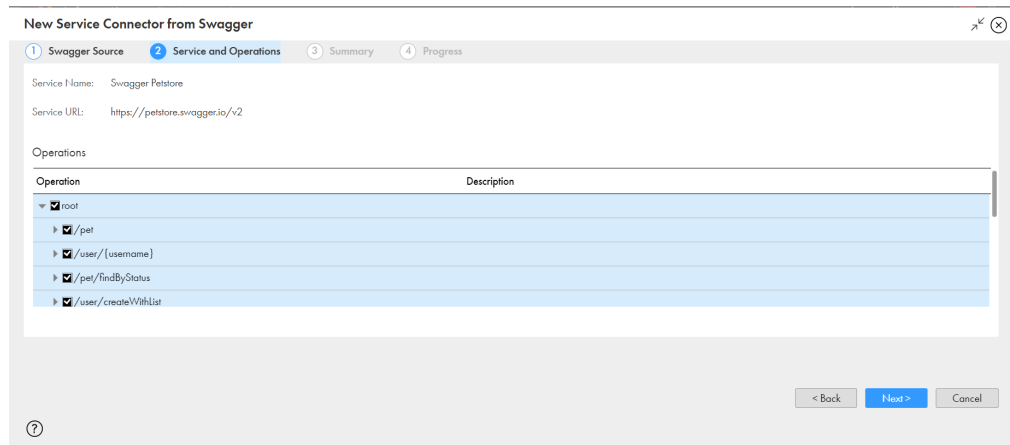 New Service Connector from Swagger
1 Swagger Source 2 Service and Operations 3 Summary 4 Progress
Service Name: Swagger Petstore
Service URL: https://petstore.swagger.io/v2
Operations
Operation Description
root
/pet
/user/{username}
/pet/findByStatus
/user/createWithList
< Back Next > Cancel
?